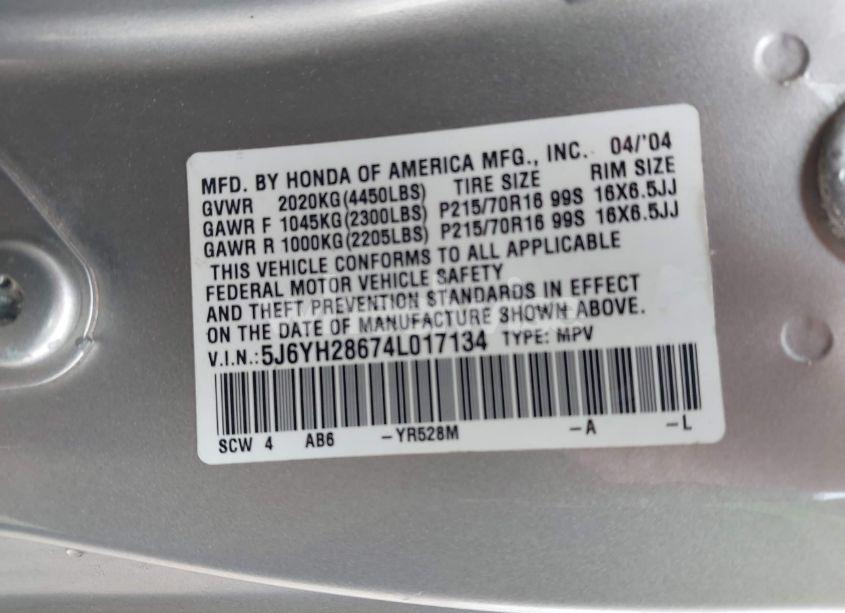 MFD. BY HONDA OF AMERICA MFG., INC. 04/'04
GVWR 2020KG(4450LBS) TIRE SIZE RIM SIZE
GAWR F 1045KG(2300LBS) P215/70R16 99S 16X6.5JJ
GAWR R 1000KG(2205LBS) P215/70R16 99S 16X6.5JJ
THIS VEHICLE CONFORMS TO ALL APPLICABLE
FEDERAL MOTOR VEHICLE SAFETY
AND THEFT PREVENTION STANDARDS IN EFFECT
ON THE DATE OF MANUFACTURE SHOWN ABOVE.
V.I.N.:5J6YH28674L017134 TYPE: MPV
SCW 4 AB6 -YR528M -A -L